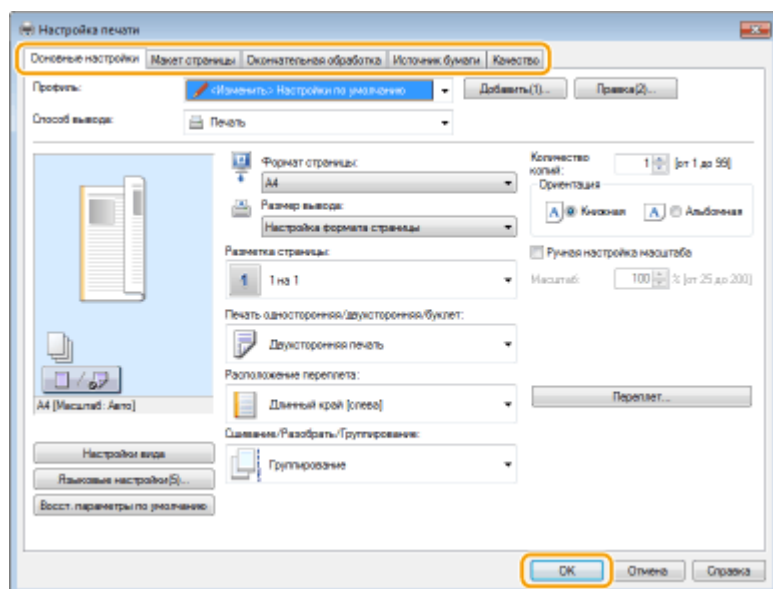 Настройка печати
Основные настройки Макет страницы Окончательная обработка Источник бумаги Качество
Профиль: <Изменить> Настройки по умолчанию Добавить(1)... Правка(2)...
Способ вывода: Печать
Формат страницы:
A4
Размер вывода:
Настройка формата страницы
Разметка страницы:
1 1 на 1
Печать односторонняя/двухсторонняя/буклет:
Двухсторонняя печать
Расположение переплета:
Длинный край [слева]
Сшивание/Разобрать/Группирование:
Группирование
Количество
копий: 1 [от 1 до 99]
Ориентация
A Книжная A Альбомная
Ручная настройка масштаба
Масштаб: 100 % [от 25 до 200]
Переплет...
A4 [Масштаб: Авто]
Настройки вида
Языковые настройки(5)...
Восст. параметры по умолчанию
OK Отмена Справка